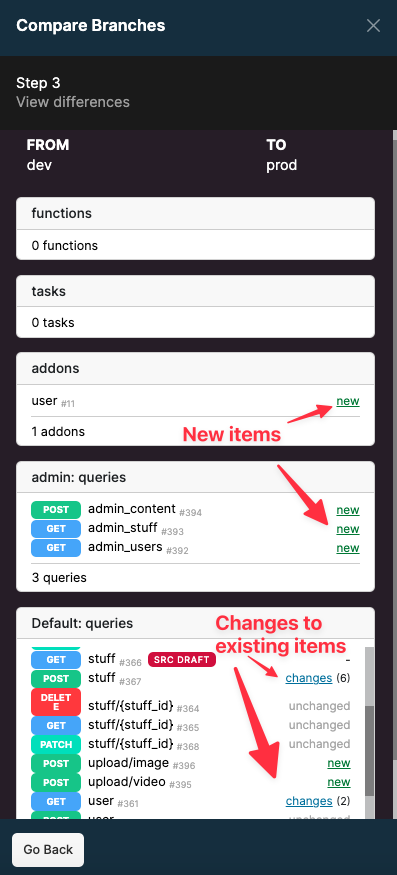 Compare Branches
Step 3
View differences
FROM TO
dev prod
functions
0 functions
tasks
0 tasks
addons
user #11 new
1 addons
New items
admin: queries
POST admin_content #394 new
GET admin_stuff #393 new
GET admin_users #392 new
3 queries
Default: queries
Changes to
existing items
GET stuff #366 SRC DRAFT -
POST stuff #367 changes (6)
DELET
E stuff/{stuff_id} #364 unchanged
GET stuff/{stuff_id} #365 unchanged
PATCH stuff/{stuff_id} #368 unchanged
POST upload/image #396 new
POST upload/video #395 new
GET user #361 changes (2)
Go Back